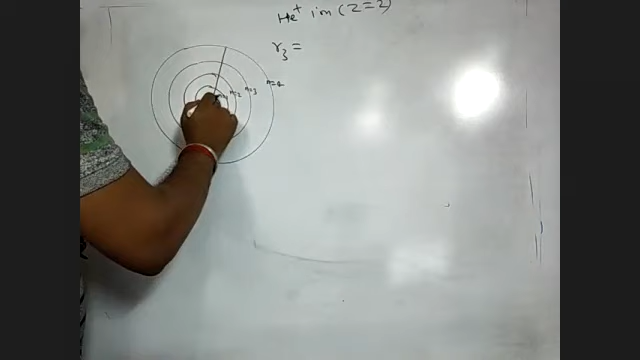 He⁺ ion (Z=2)
r₃ =
n=2 n=3 n=4